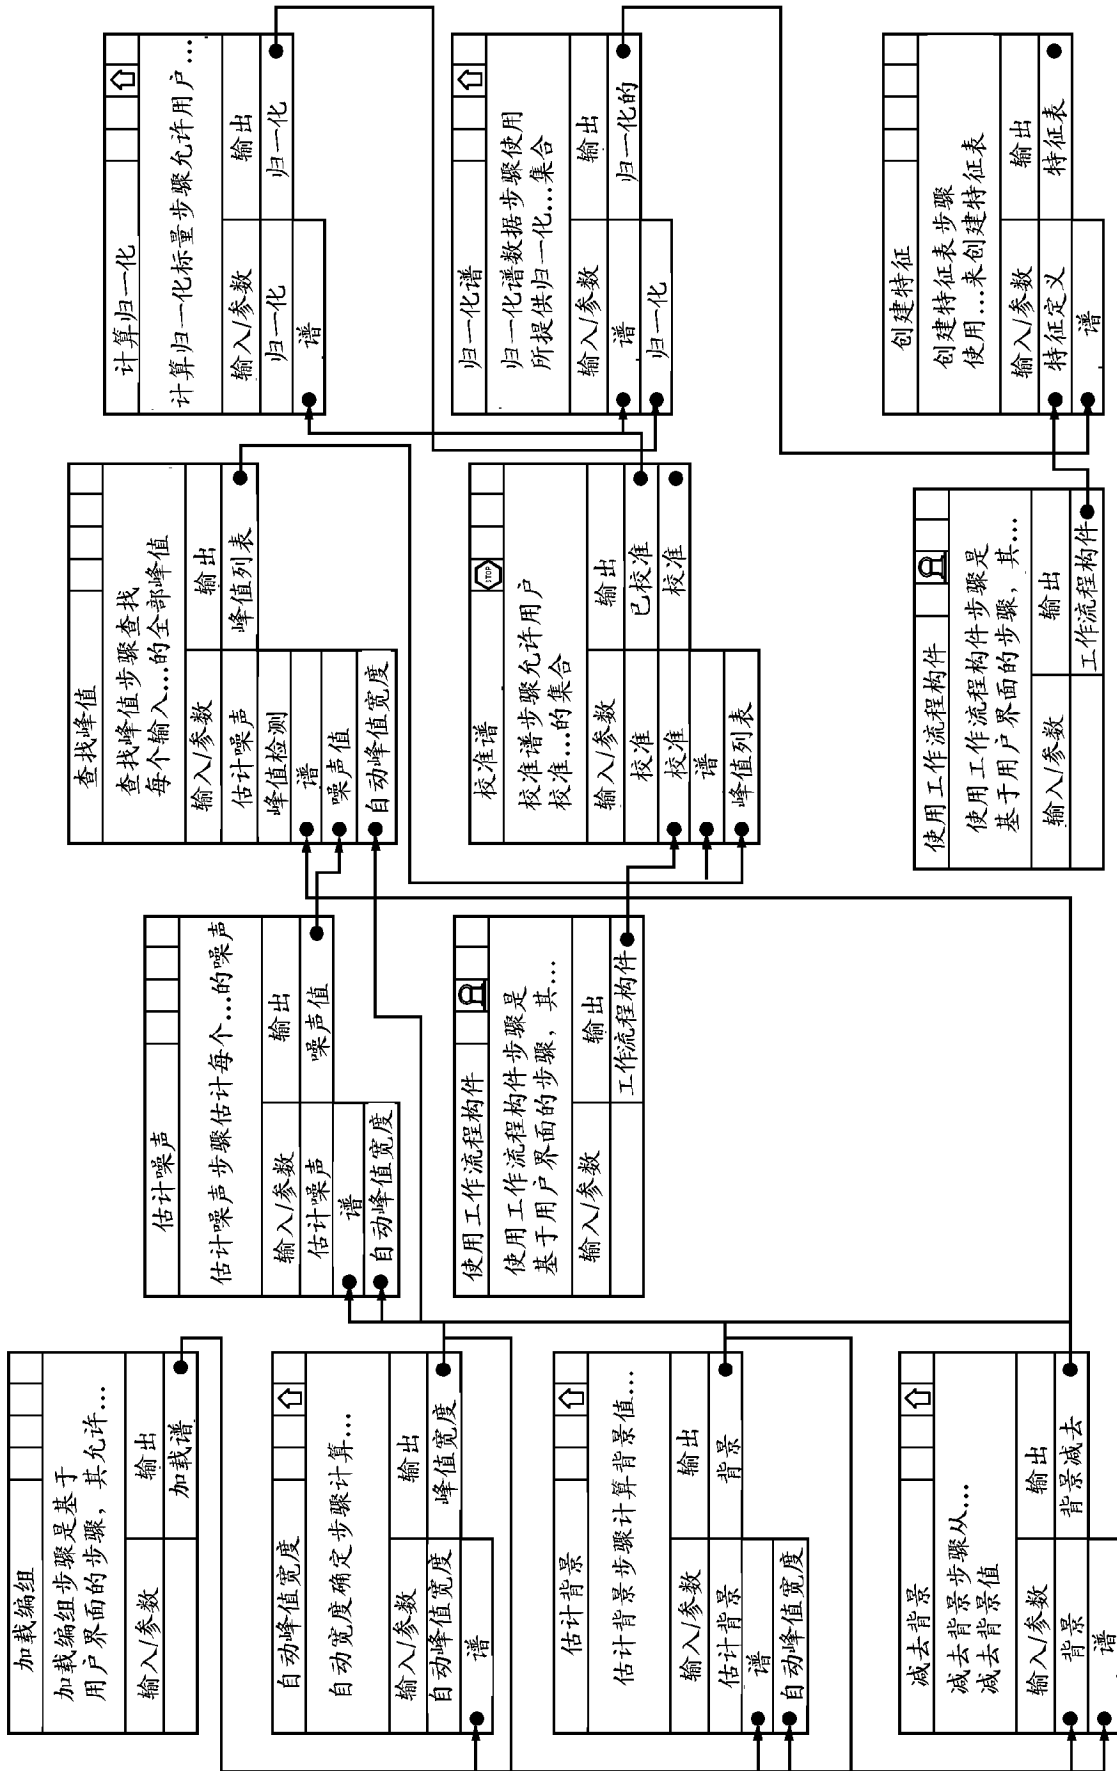 加载编组
加载编组步骤是基于
用户界面的步骤，其允许...
输入/参数
输出
加载谱
自动峰值宽度
自动宽度确定步骤计算...
输入/参数
输出
自动峰值宽度
峰值宽度
谱
估计背景
估计背景步骤计算背景值...
输入/参数
输出
估计背景
背景
谱
自动峰值宽度
减去背景
减去背景步骤从...
减去背景值
输入/参数
输出
背景
背景减去
谱
估计噪声
估计噪声步骤估计每个...的噪声
输入/参数
输出
估计噪声
噪声值
谱
自动峰值宽度
使用工作流程构件
使用工作流程构件步骤是
基于用户界面的步骤，其...
输入/参数
输出
工作流程构件
查找峰值
查找峰值步骤查找
每个输入...的全部峰值
输入/参数
输出
估计噪声
峰值列表
峰值检测
谱
噪声值
自动峰值宽度
校准谱
STOP
校准谱步骤允许用户
校准...的集合
输入/参数
输出
校准
已校准
校准
校准
谱
峰值列表
使用工作流程构件
使用工作流程构件步骤是
基于用户界面的步骤，其...
输入/参数
输出
工作流程构件
计算归一化
计算归一化标量步骤允许用户...
输入/参数
输出
归一化
归一化
谱
归一化谱
归一化谱数据步骤使用
所提供归一化...集合
输入/参数
输出
谱
归一化的
归一化
创建特征
创建特征表步骤
使用...来创建特征表
输入/参数
输出
特征定义
特征表
谱